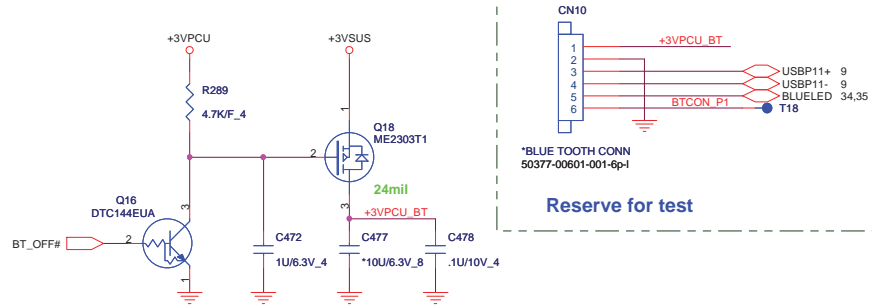 +3VPCU
+3VSUS
R289
4.7K/F_4
1
Q18
ME2303T1
2
3
24mil
+3VPCU_BT
Q16
DTC144EUA
3
BT_OFF#
2
1
C472
1U/6.3V_4
C477
*10U/6.3V_8
C478
.1U/10V_4
CN10
1
2
3
4
5
6
+3VPCU_BT
USBP11+ 9
USBP11- 9
BLUELED 34,35
BTCON_P1
T18
*BLUE TOOTH CONN
50377-00601-001-6p-l
Reserve for test